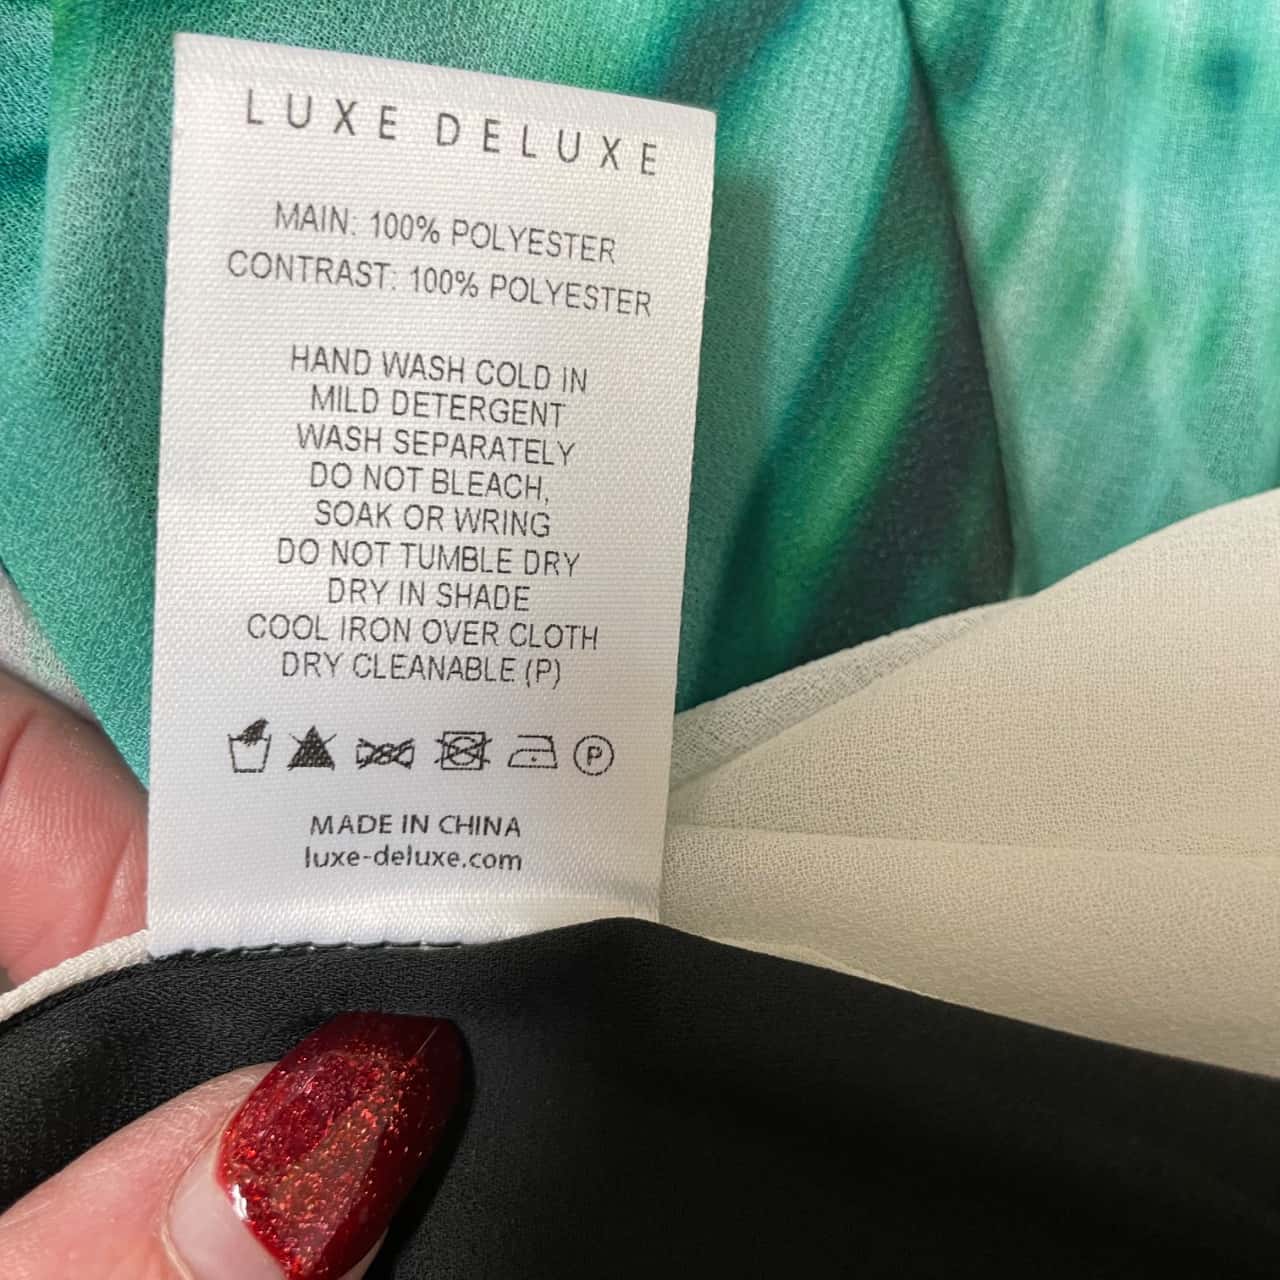 LUXE DELUXE
MAIN: 100% POLYESTER
CONTRAST: 100% POLYESTER
HAND WASH COLD IN
MILD DETERGENT
WASH SEPARATELY
DO NOT BLEACH,
SOAK OR WRING
DO NOT TUMBLE DRY
DRY IN SHADE
COOL IRON OVER CLOTH
DRY CLEANABLE (P)
P
MADE IN CHINA
luxe-deluxe.com